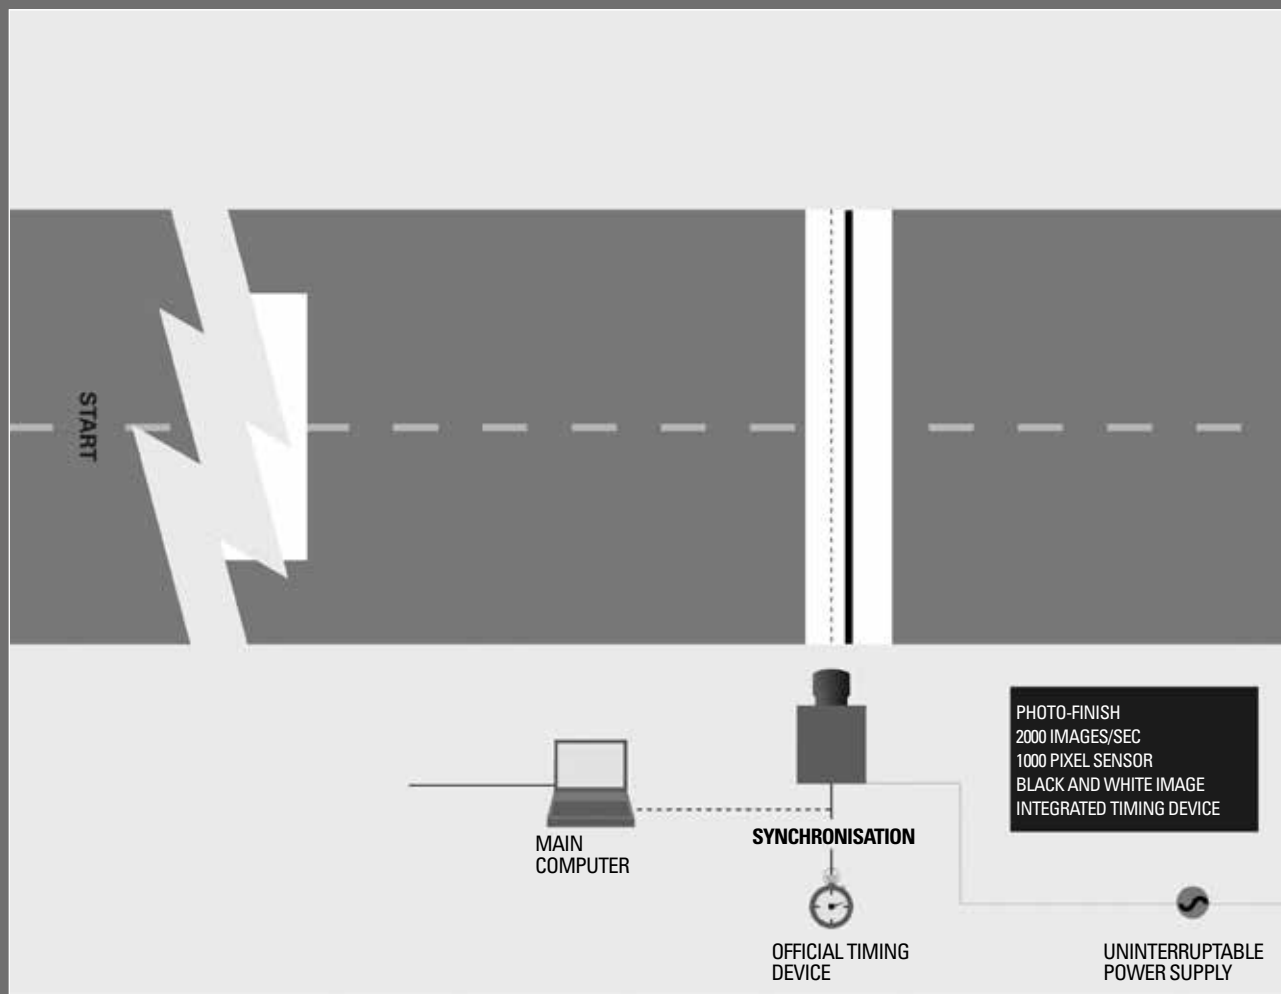 START
PHOTO-FINISH
2000 IMAGES/SEC
1000 PIXEL SENSOR
BLACK AND WHITE IMAGE
INTEGRATED TIMING DEVICE
MAIN
COMPUTER
SYNCHRONISATION
OFFICIAL TIMING
DEVICE
UNINTERRUPTABLE
POWER SUPPLY